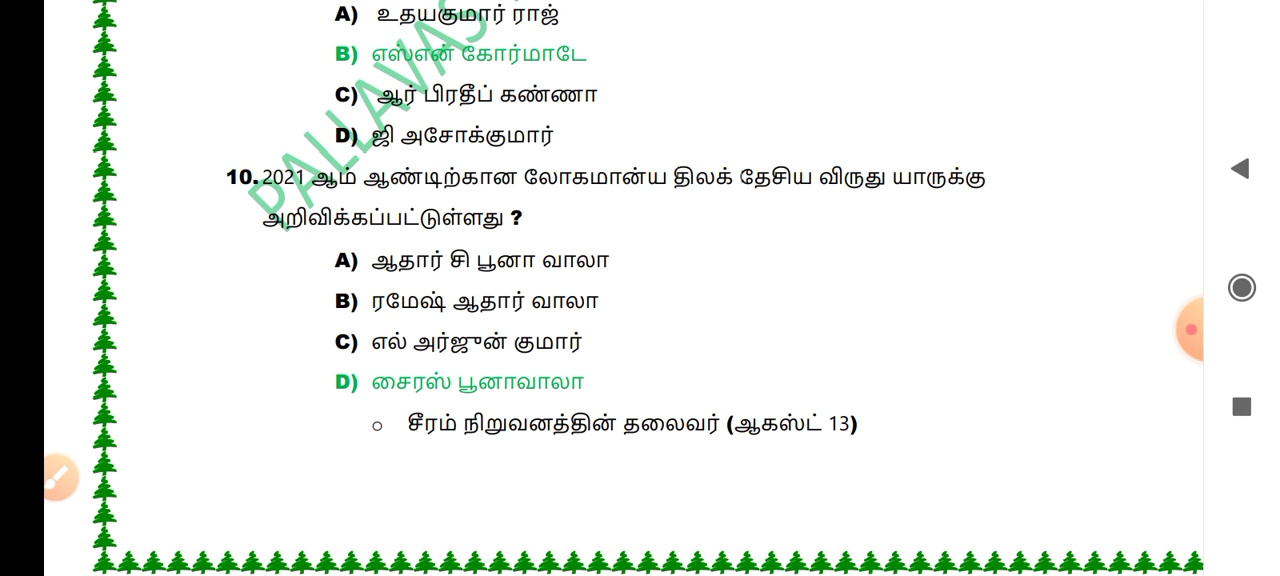 A) உதயகுமார் ராஜ்
B) எஸ்என் கோர்மாடே
C) ஆர் பிரதீப் கண்ணா
D) ஜி அசோக்குமார்
10. 2021 ஆம் ஆண்டிற்கான லோகமான்ய திலக் தேசிய விருது யாருக்கு
அறிவிக்கப்பட்டுள்ளது ?
A) ஆதார் சி பூனா வாலா
B) ரமேஷ் ஆதார் வாலா
C) எல் அர்ஜுன் குமார்
D) சைரஸ் பூனாவாலா
o சீரம் நிறுவனத்தின் தலைவர் (ஆகஸ்ட் 13)
PALLAVAS